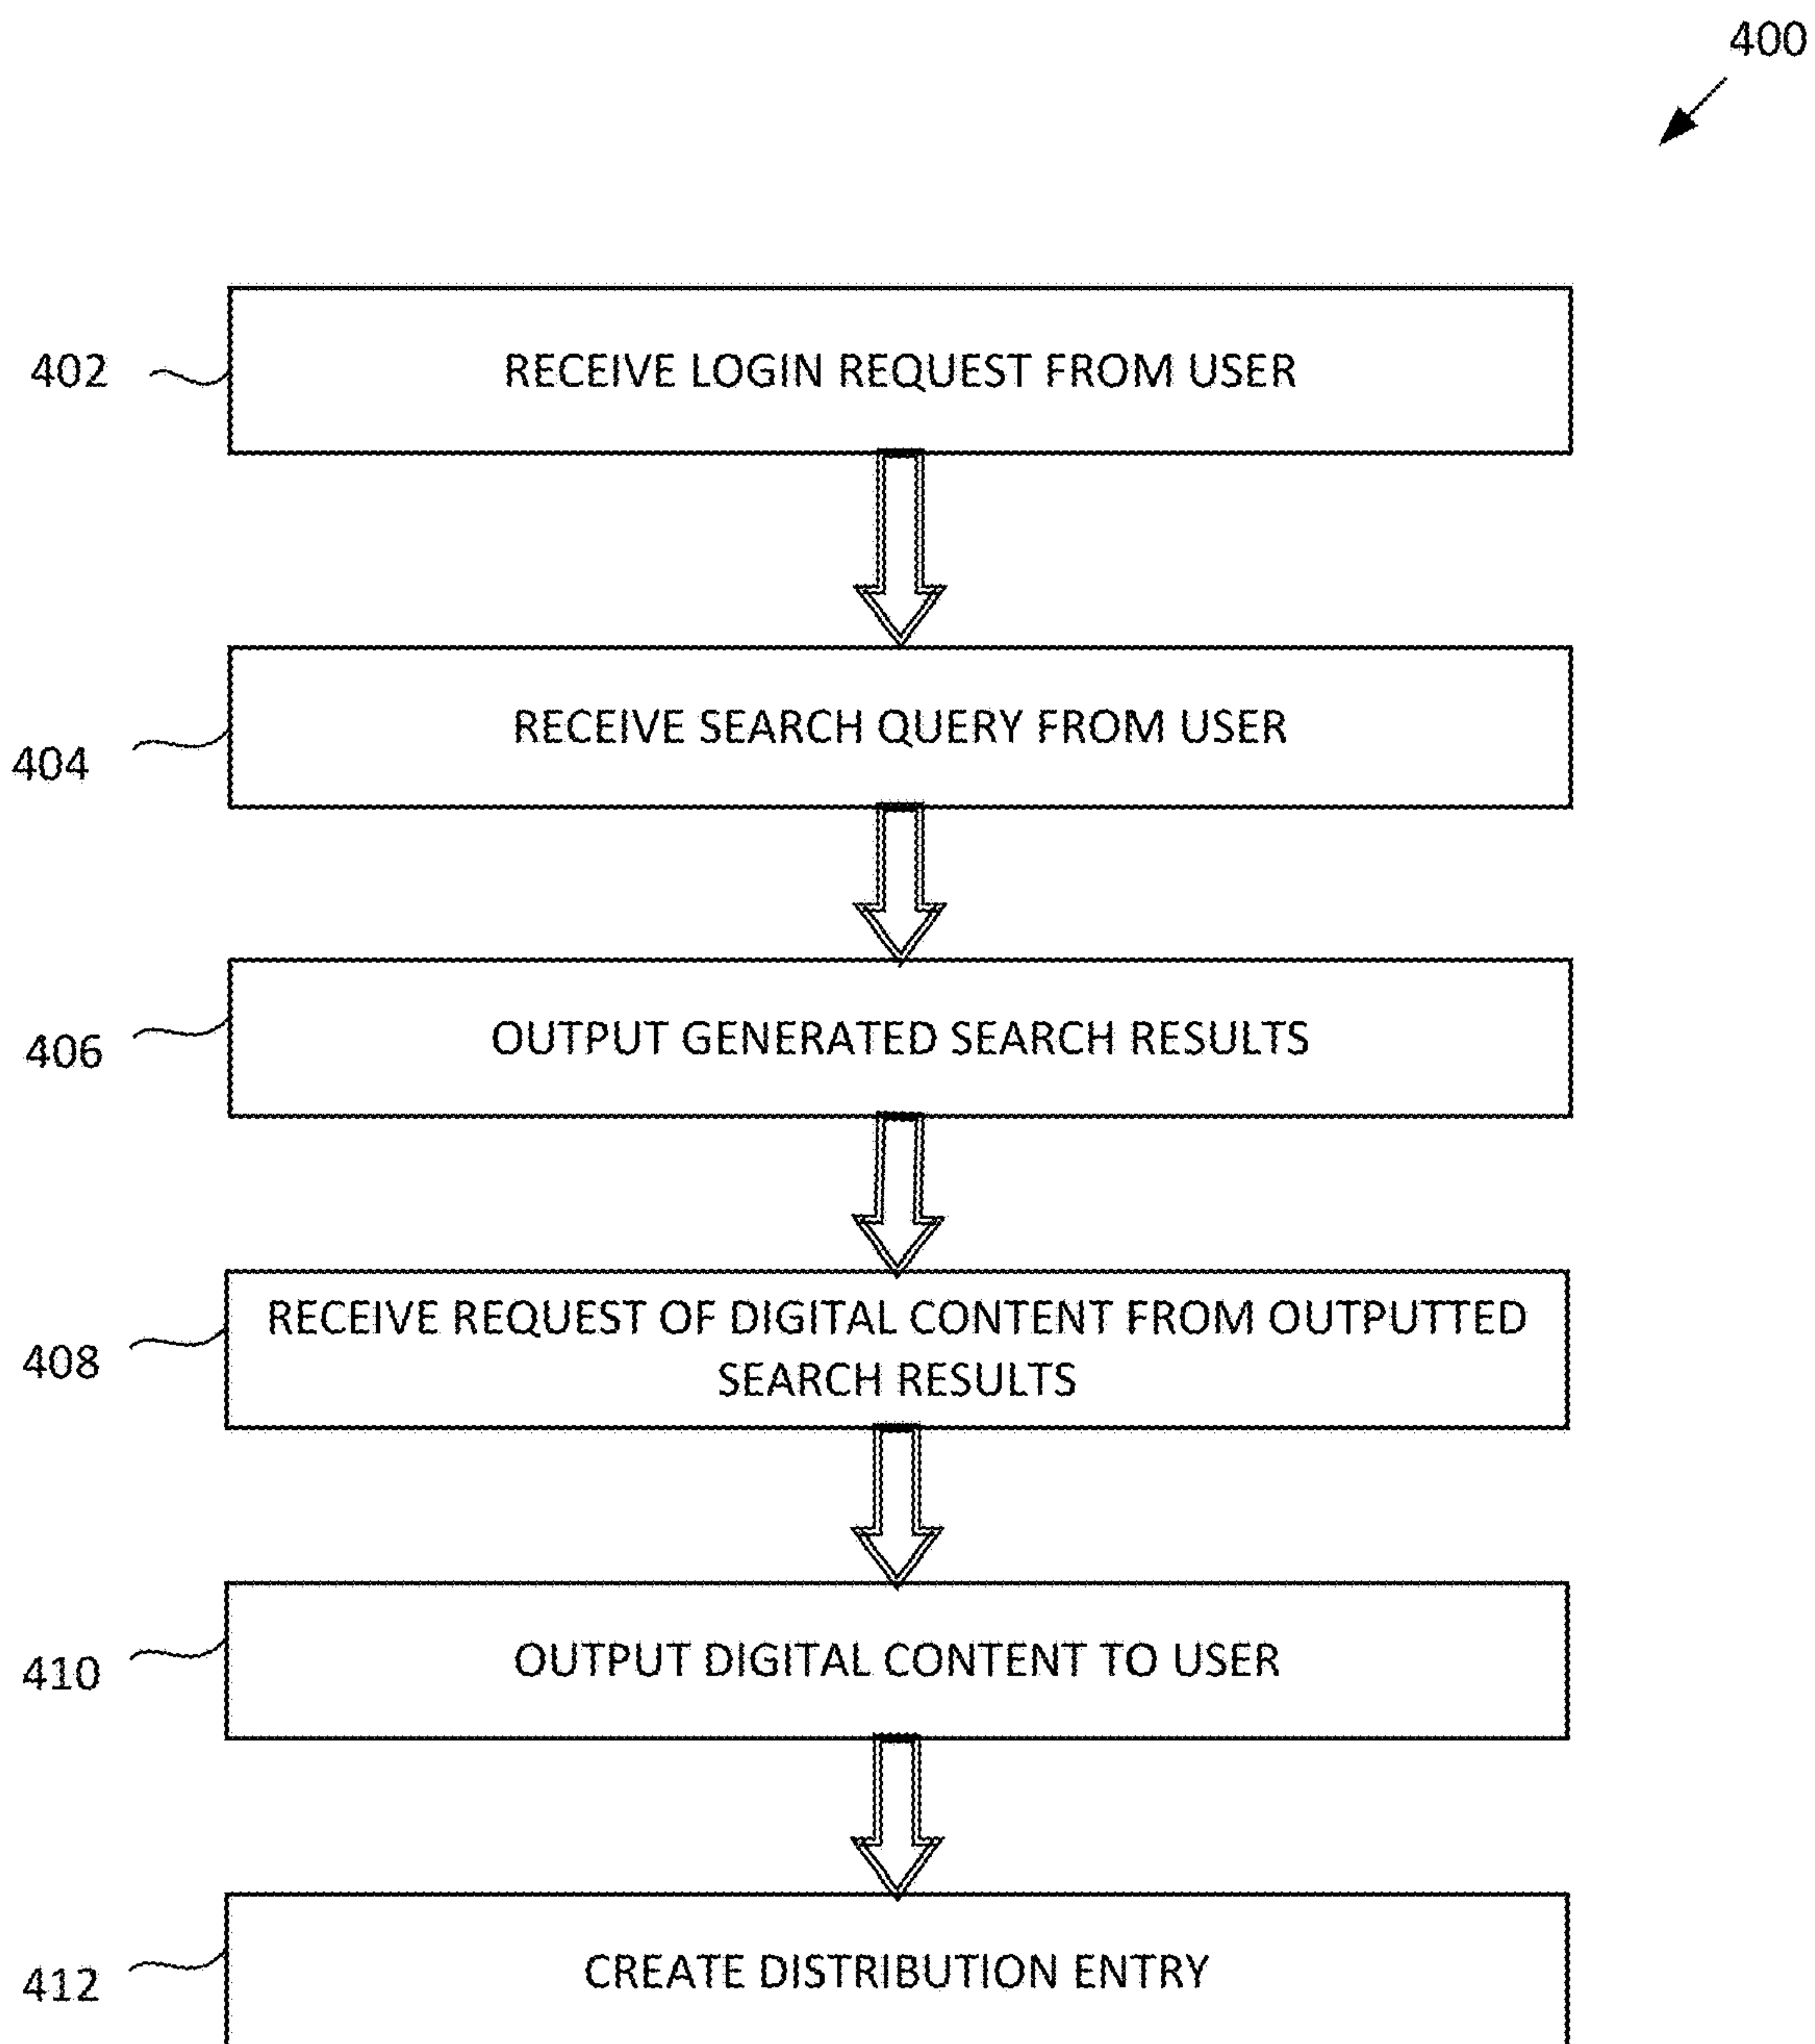 400
402
RECEIVE LOGIN REQUEST FROM USER
404
RECEIVE SEARCH QUERY FROM USER
406
OUTPUT GENERATED SEARCH RESULTS
408
RECEIVE REQUEST OF DIGITAL CONTENT FROM OUTPUTTED
SEARCH RESULTS
410
OUTPUT DIGITAL CONTENT TO USER
412
CREATE DISTRIBUTION ENTRY